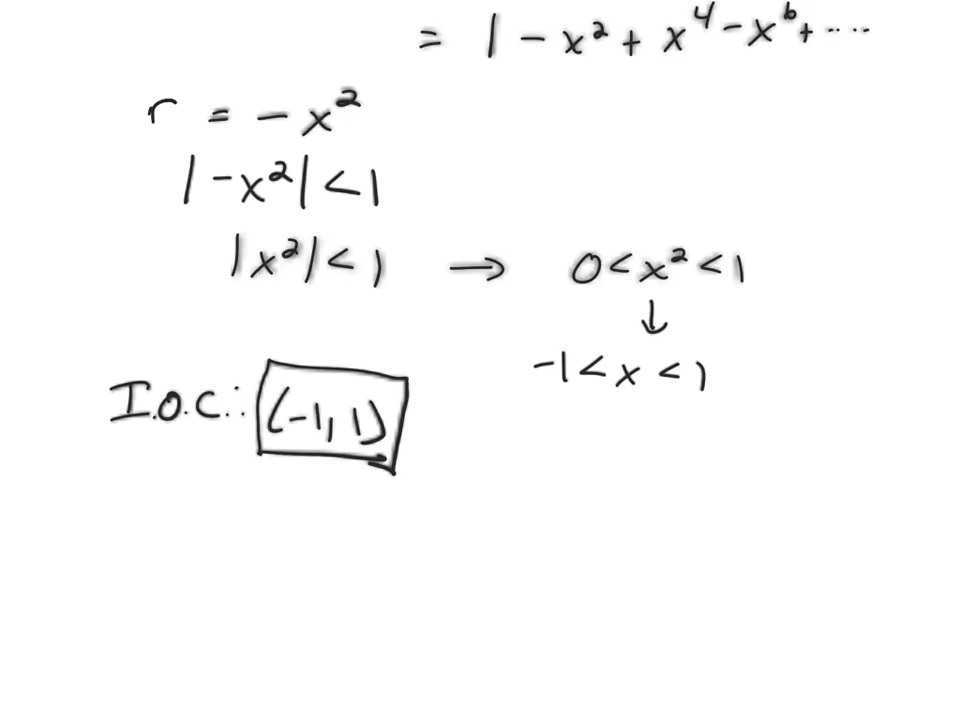 = 1 - x² + x⁴ - x⁶ + ......
r = - x²
|-x²| < 1
|x²| < 1 → 0 < x² < 1
↓
-1 < x < 1
I.O.C.: (-1, 1)